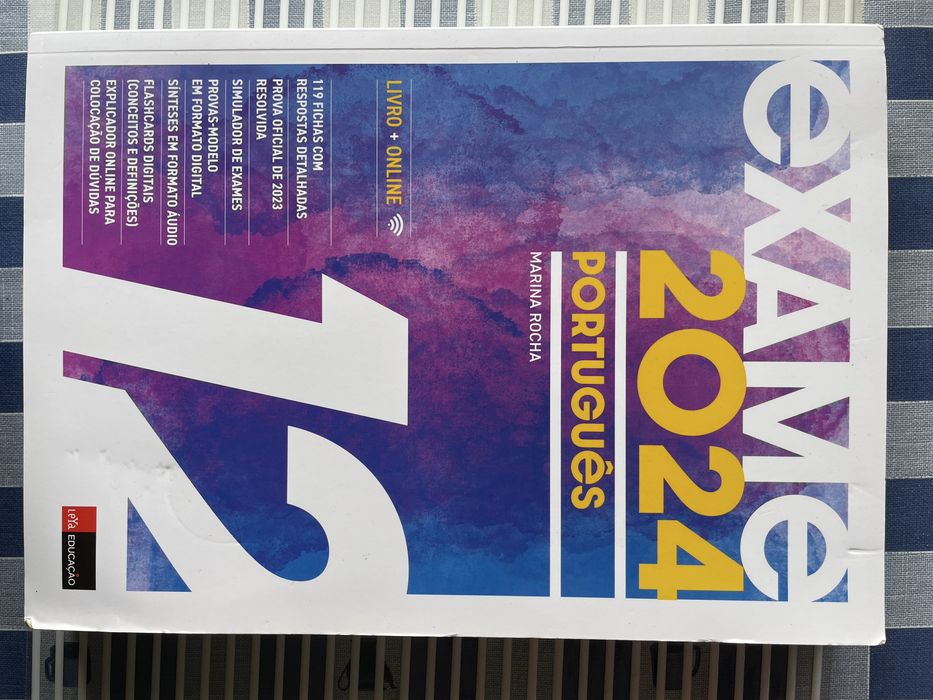 exAMe
2024
PORTUGUêS
MARINA ROCHA
LIVRO + ONLINE
119 FICHAS COM
RESPOSTAS DETALHADAS
PROVA OFICIAL DE 2023
RESOLVIDA
SIMULADOR DE EXAMES
PROVAS-MODELO
EM FORMATO DIGITAL
SÍNTESES EM FORMATO ÁUDIO
FLASHCARDS DIGITAIS
(CONCEITOS E DEFINIÇÕES)
EXPLICADOR ONLINE PARA
COLOCAÇÃO DE DÚVIDAS
12
LeYa EDUCAÇÃO